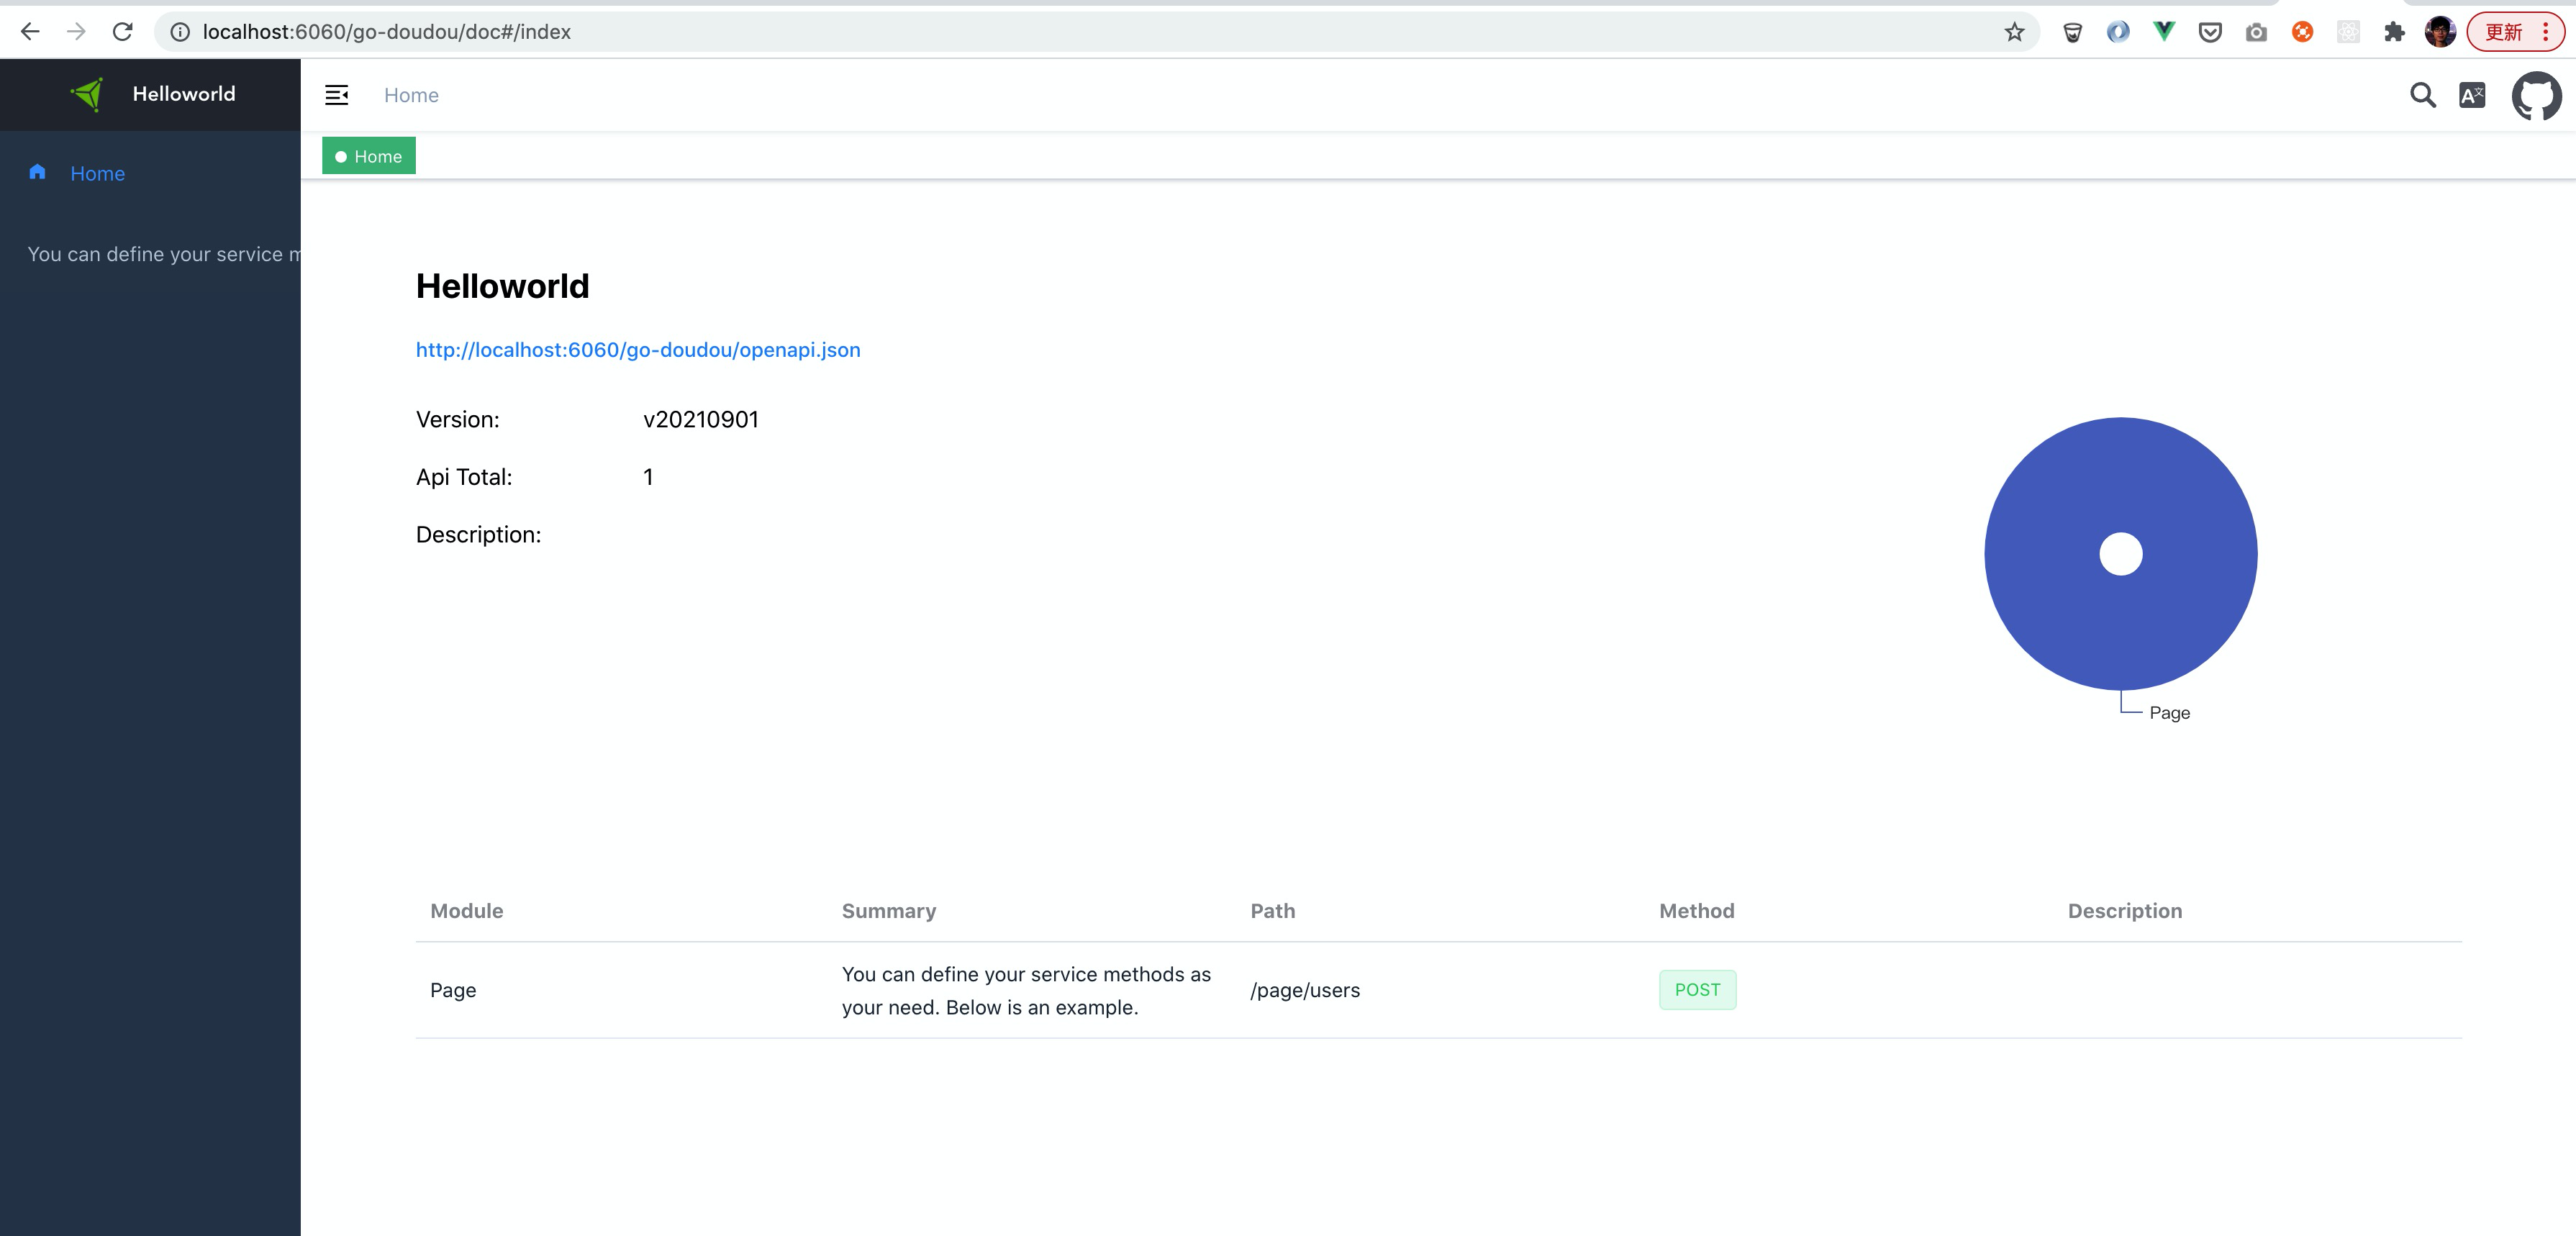 localhost:6060/go-doudou/doc#/index
更新
Helloworld
Home
Home
Home
You can define your service m
Helloworld
http://localhost:6060/go-doudou/openapi.json
Version: v20210901
Api Total: 1
Description:
Page
Module Summary Path Method Description
Page You can define your service methods as your need. Below is an example. /page/users POST